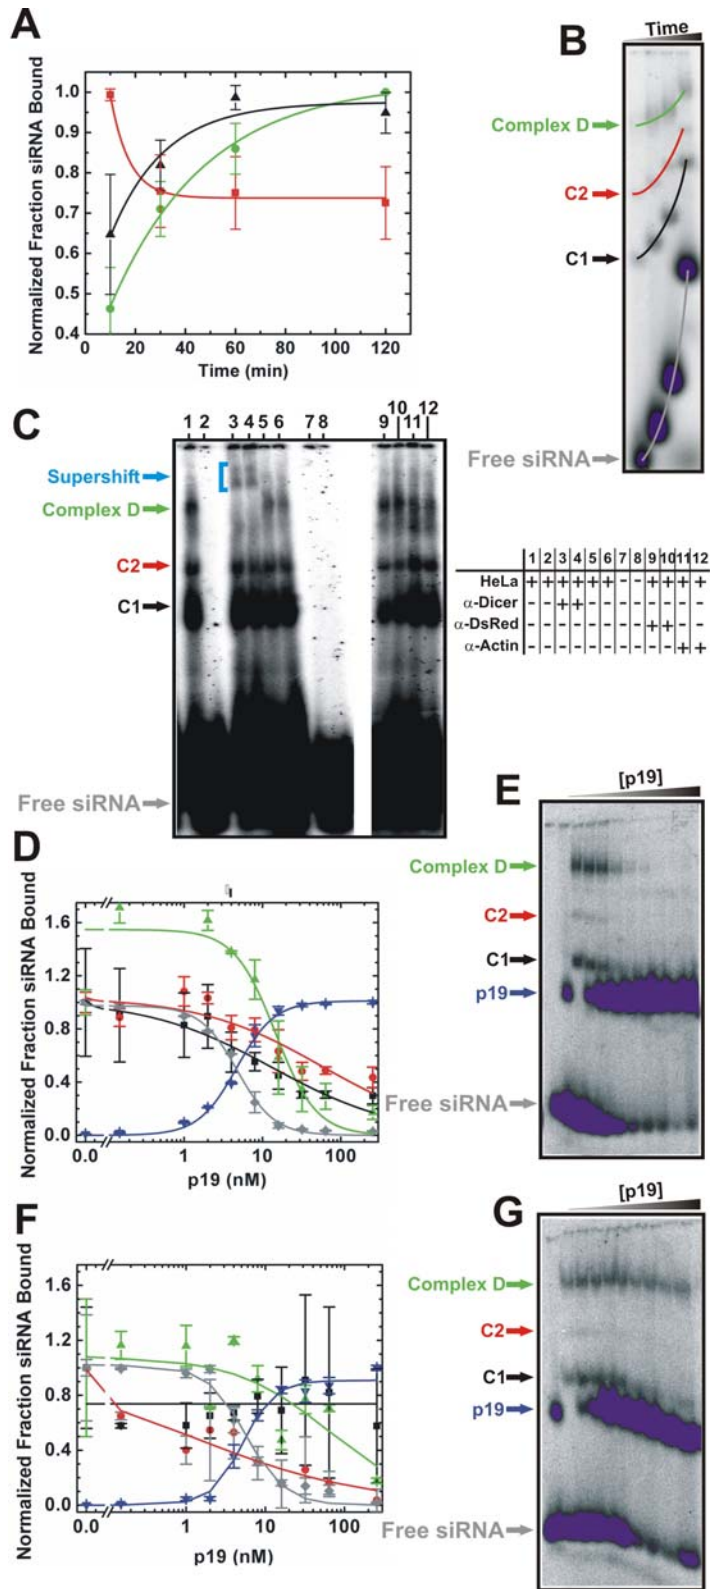 A
Normalized Fraction siRNA Bound
1.0
0.9
0.8
0.7
0.6
0.5
0.4
0 20 40 60 80 100 120
Time (min)
B
Time
Complex D
C2
C1
Free siRNA
C
1 2 3 4 5 6 7 8 9 10 11 12
Supershift
Complex D
C2
C1
Free siRNA
1 2 3 4 5 6 7 8 9 10 11 12
HeLa + + + + + + - - + + + +
α-Dicer - - + + - - - - - - - -
α-DsRed - - - - - - - - + + - -
α-Actin - - - - - - - - - - + +
D
Normalized Fraction siRNA Bound
1.6
1.2
0.8
0.4
0.0
0.0 1 10 100
p19 (nM)
E
[p19]
Complex D
C2
C1
p19
Free siRNA
F
Normalized Fraction siRNA Bound
1.6
1.2
0.8
0.4
0.0
0.0 1 10 100
p19 (nM)
G
[p19]
Complex D
C2
C1
p19
Free siRNA